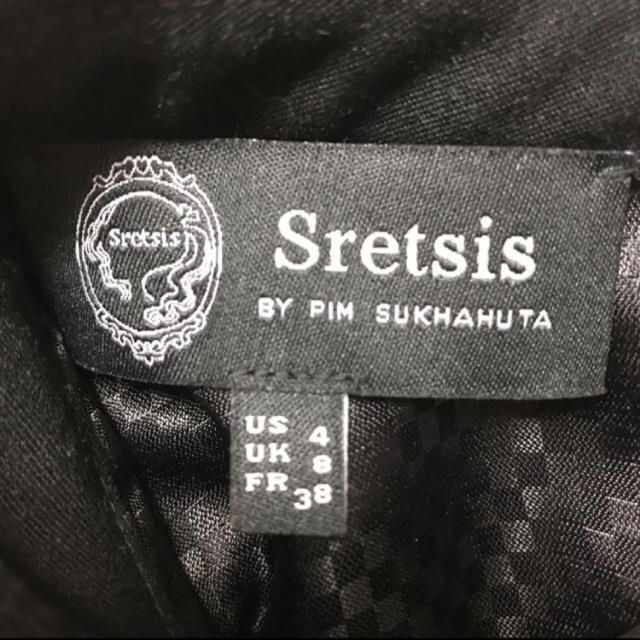 Sretsis
Sretsis
BY PIM SUKHAHUTA
US 4
UK 8
FR 38